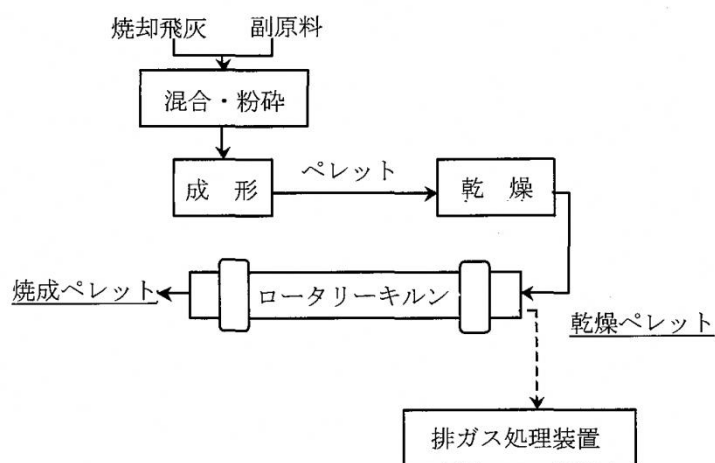 焼却飛灰 副原料
混合・粉砕
成 形
ペレット
乾 燥
焼成ペレット
ロータリーキルン
乾燥ペレット
排ガス処理装置